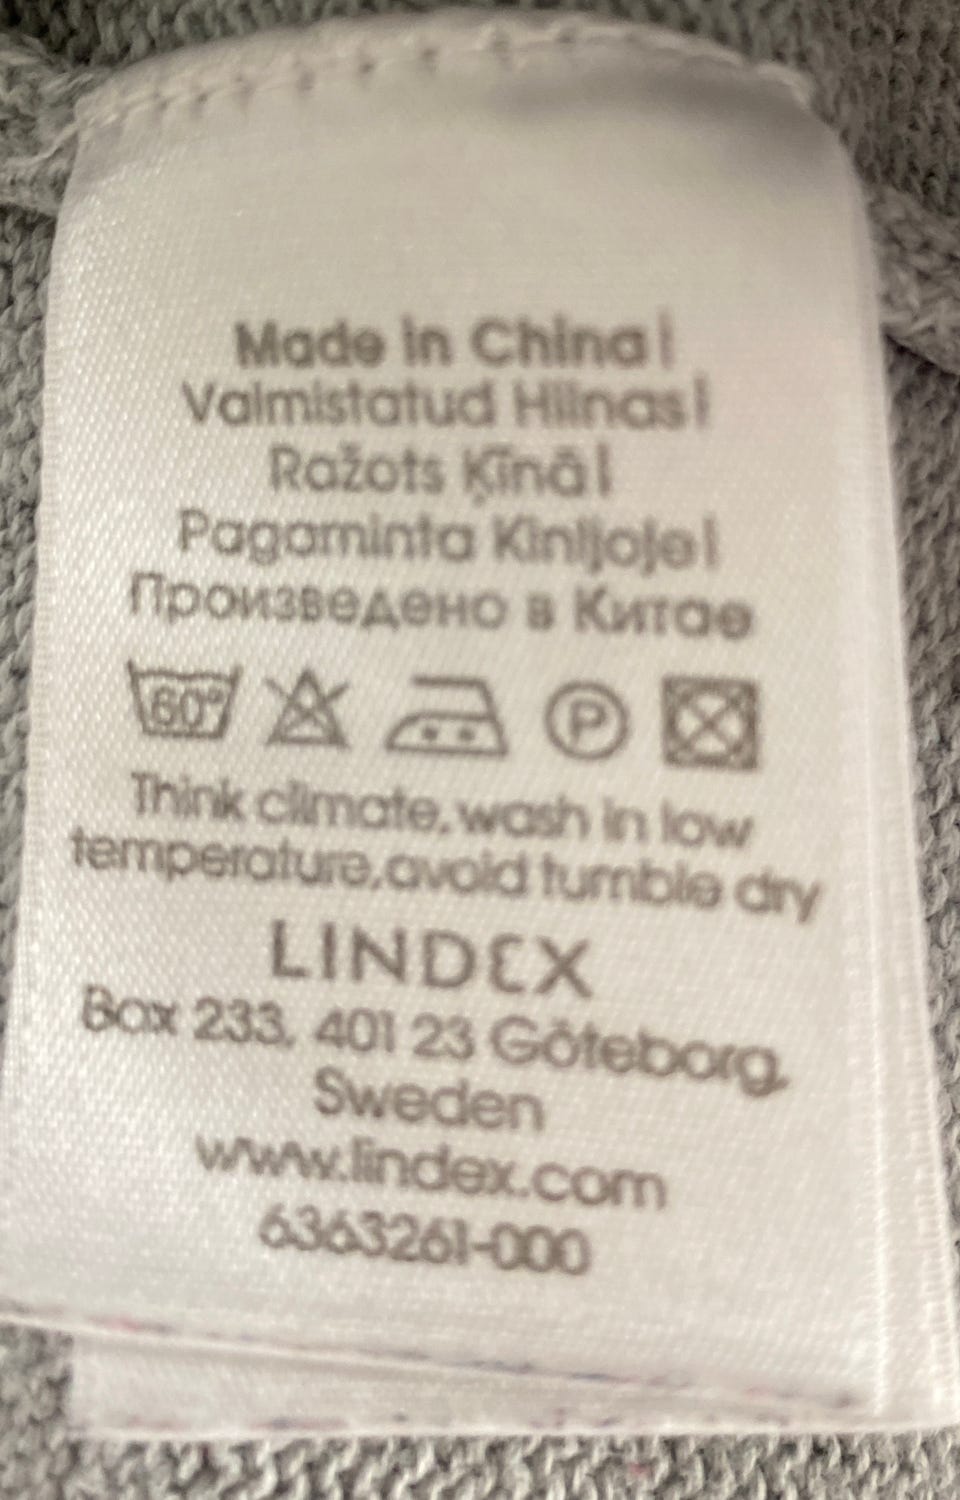 Made in China|
Valmistatud Hiinas|
Ražots Ķīnā|
Pagaminta Kinijoje|
Произведено в Китае
60° P
Think climate, wash in low
temperature, avoid tumble dry
LINDEX
Box 233, 401 23 Göteborg,
Sweden
www.lindex.com
6363261-000